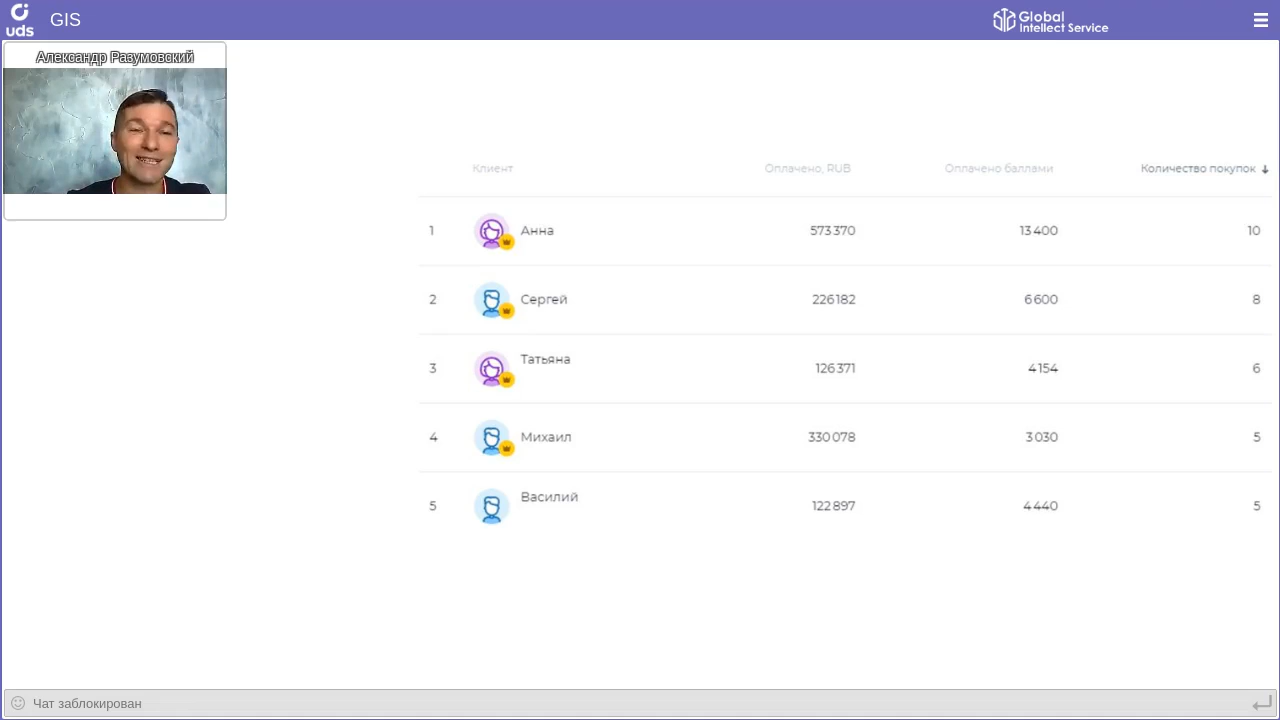 uds
GIS
Global
Intellect Service
Александр Разумовский
Клиент Оплачено, RUB Оплачено баллами Количество покупок ↓
1 Анна 573 370 13 400 10
2 Сергей 226 182 6 600 8
3 Татьяна 126 371 4 154 6
4 Михаил 330 078 3 030 5
5 Василий 122 897 4 440 5
Чат заблокирован